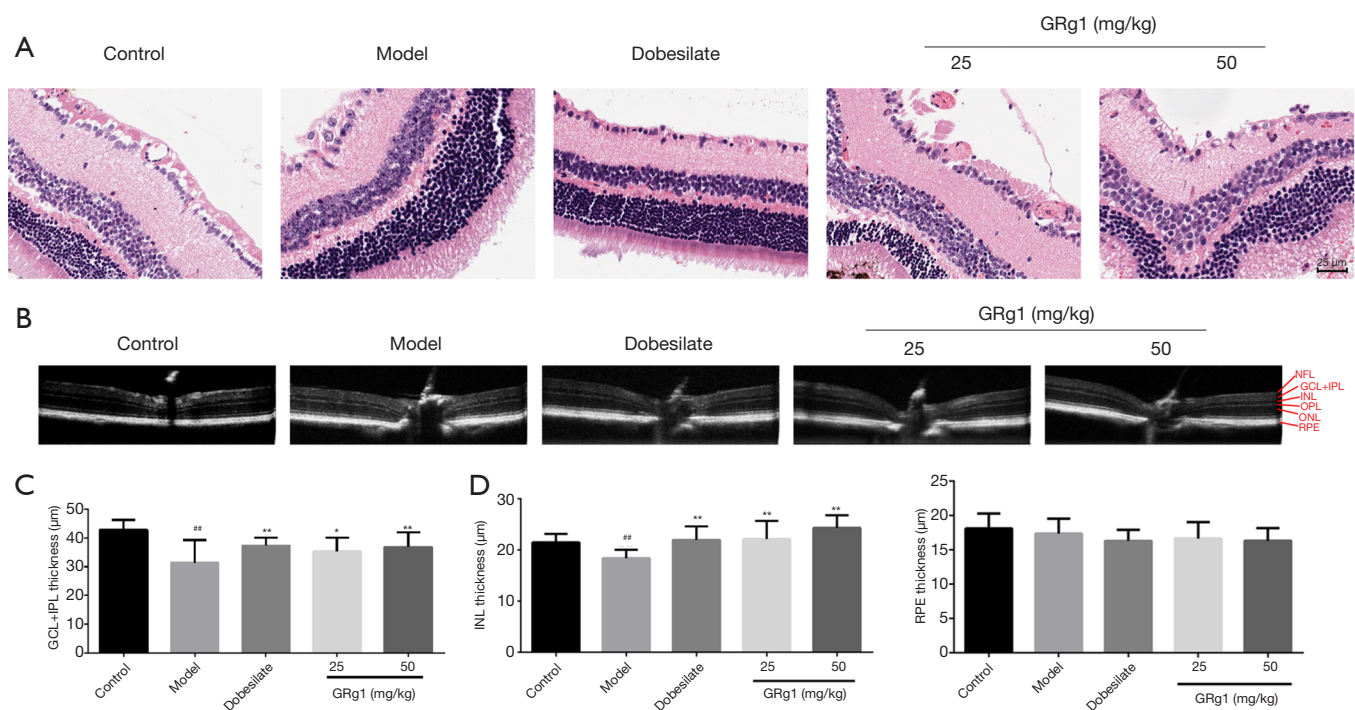 A
Control
Model
Dobesilate
GRg1 (mg/kg)
25
50
25 μm
B
Control
Model
Dobesilate
GRg1 (mg/kg)
25
50
NFL
GCL+IPL
INL
OPL
ONL
RPE
C
GCL+IPL thickness (μm)
50
40
30
20
10
0
##
**
*
**
Control
Model
Dobesilate
25
50
GRg1 (mg/kg)
D
INL thickness (μm)
30
20
10
0
##
**
**
**
Control
Model
Dobesilate
25
50
GRg1 (mg/kg)
RPE thickness (μm)
25
20
15
10
5
0
Control
Model
Dobesilate
25
50
GRg1 (mg/kg)